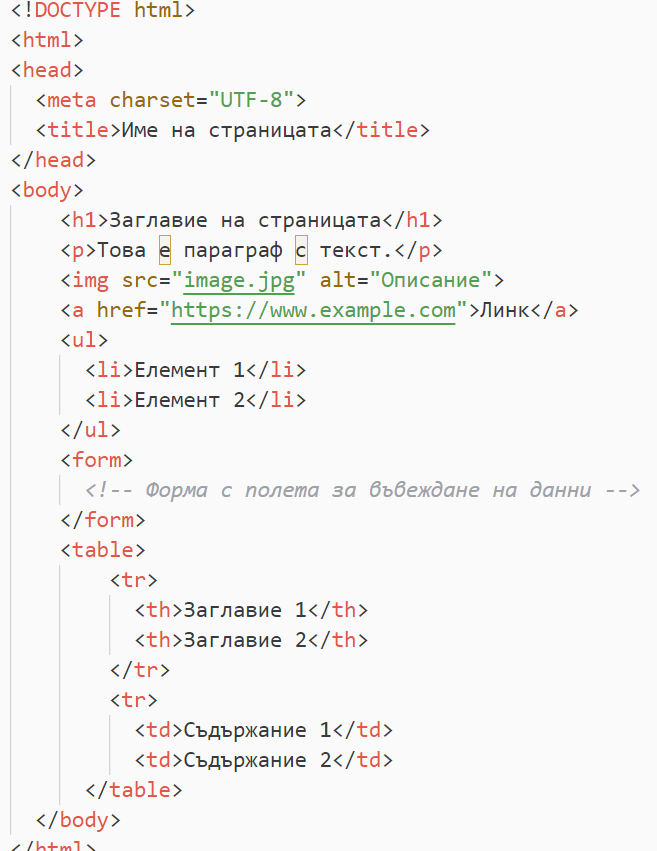 <!DOCTYPE html>
<html>
<head>
<meta charset="UTF-8">
<title>Име на страницата</title>
</head>
<body>
<h1>Заглавие на страницата</h1>
<p>Това е параграф с текст.</p>
<img src="image.jpg" alt="Описание">
<a href="https://www.example.com">Линк</a>
<ul>
<li>Елемент 1</li>
<li>Елемент 2</li>
</ul>
<form>
<!-- Форма с полета за въвеждане на данни -->
</form>
<table>
<tr>
<th>Заглавие 1</th>
<th>Заглавие 2</th>
</tr>
<tr>
<td>Съдържание 1</td>
<td>Съдържание 2</td>
</table>
</body>
</html>